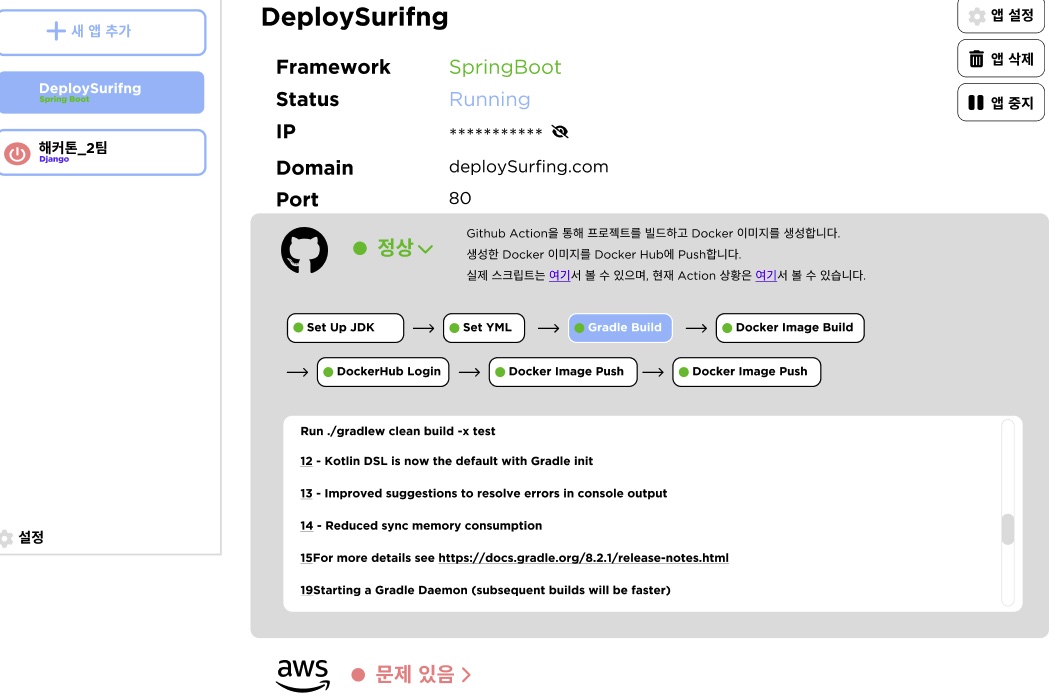 새 앱 추가
DeploySurifng
Spring Boot
해커톤_2팀
Django
설정
DeploySurifng
앱 설정
앱 삭제
앱 중지
Framework SpringBoot
Status Running
IP ***********
Domain deploySurfing.com
Port 80
정상
Github Action을 통해 프로젝트를 빌드하고 Docker 이미지를 생성합니다.
생성한 Docker 이미지를 Docker Hub에 Push합니다.
실제 스크립트는 여기서 볼 수 있으며, 현재 Action 상황은 여기서 볼 수 있습니다.
Set Up JDK → Set YML → Gradle Build → Docker Image Build
→ DockerHub Login → Docker Image Push → Docker Image Push
Run ./gradlew clean build -x test
12 - Kotlin DSL is now the default with Gradle init
13 - Improved suggestions to resolve errors in console output
14 - Reduced sync memory consumption
15For more details see https://docs.gradle.org/8.2.1/release-notes.html
19Starting a Gradle Daemon (subsequent builds will be faster)
aws 문제 있음